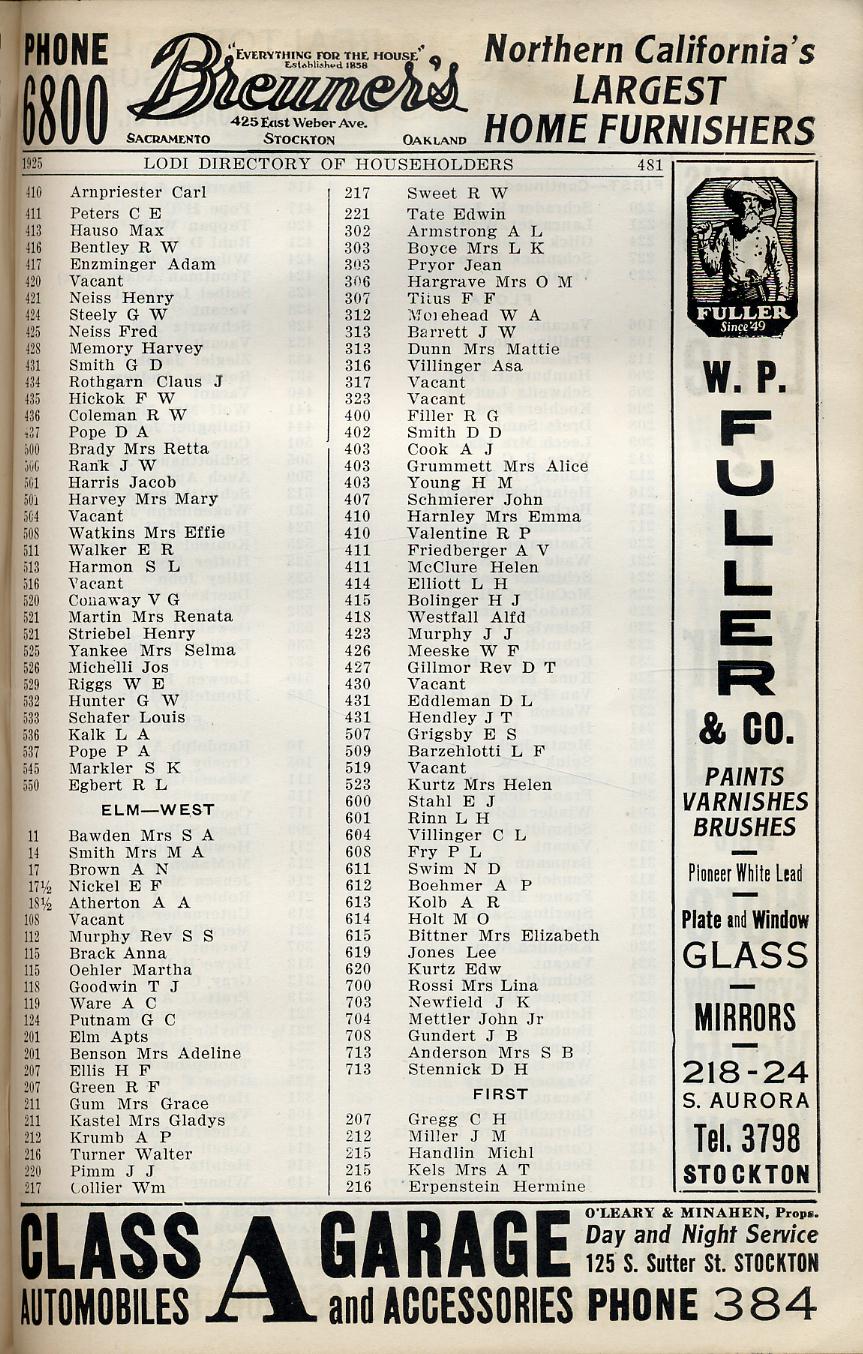 PHONE
6800
"EVERYTHING FOR THE HOUSE"
Established 1858
Breuner's
425 East Weber Ave.
SACRAMENTO STOCKTON OAKLAND
Northern California's
LARGEST
HOME FURNISHERS
1925 LODI DIRECTORY OF HOUSEHOLDERS 481
410 Arnpriester Carl
411 Peters C E
413 Hauso Max
416 Bentley R W
417 Enzminger Adam
420 Vacant
421 Neiss Henry
424 Steely G W
425 Neiss Fred
428 Memory Harvey
431 Smith G D
434 Rothgarn Claus J
435 Hickok F W
436 Coleman R W
437 Pope D A
500 Brady Mrs Retta
500 Rank J W
501 Harris Jacob
501 Harvey Mrs Mary
504 Vacant
508 Watkins Mrs Effie
511 Walker E R
513 Harmon S L
516 Vacant
520 Conaway V G
521 Martin Mrs Renata
521 Striebel Henry
525 Yankee Mrs Selma
526 Michelli Jos
529 Riggs W E
532 Hunter G W
533 Schafer Louis
536 Kalk L A
537 Pope P A
545 Markler S K
550 Egbert R L
ELM—WEST
11 Bawden Mrs S A
14 Smith Mrs M A
17 Brown A N
17½ Nickel E F
18½ Atherton A A
108 Vacant
112 Murphy Rev S S
115 Brack Anna
115 Oehler Martha
118 Goodwin T J
119 Ware A C
124 Putnam G C
201 Elm Apts
201 Benson Mrs Adeline
207 Ellis H F
207 Green R F
211 Gum Mrs Grace
211 Kastel Mrs Gladys
212 Krumb A P
216 Turner Walter
220 Pimm J J
217 Collier Wm
217 Sweet R W
221 Tate Edwin
302 Armstrong A L
303 Boyce Mrs L K
303 Pryor Jean
306 Hargrave Mrs O M
307 Titus F F
312 Morehead W A
313 Barrett J W
313 Dunn Mrs Mattie
316 Villinger Asa
317 Vacant
323 Vacant
400 Filler R G
402 Smith D D
403 Cook A J
403 Grummett Mrs Alice
403 Young H M
407 Schmierer John
410 Harnley Mrs Emma
410 Valentine R P
411 Friedberger A V
411 McClure Helen
414 Elliott L H
415 Bolinger H J
418 Westfall Alfd
423 Murphy J J
426 Meeske W F
427 Gillmor Rev D T
430 Vacant
431 Eddleman D L
431 Hendley J T
507 Grigsby E S
509 Barzehlotti L F
519 Vacant
523 Kurtz Mrs Helen
600 Stahl E J
601 Rinn L H
604 Villinger C L
608 Fry P L
611 Swim N D
612 Boehmer A P
613 Kolb A R
614 Holt M O
615 Bittner Mrs Elizabeth
619 Jones Lee
620 Kurtz Edw
700 Rossi Mrs Lina
703 Newfield J K
704 Mettler John Jr
708 Gundert J B
713 Anderson Mrs S B
713 Stennick D H
FIRST
207 Gregg C H
212 Miller J M
215 Handlin Michl
215 Kels Mrs A T
216 Erpenstein Hermine
FULLER
Since '49
W. P.
FULLER
& CO.
PAINTS
VARNISHES
BRUSHES
Pioneer White Lead
Plate and Window
GLASS
MIRRORS
218-24
S. AURORA
Tel. 3798
STOCKTON
CLASS A GARAGE
AUTOMOBILES and ACCESSORIES
O'LEARY & MINAHEN, Props.
Day and Night Service
125 S. Sutter St. STOCKTON
PHONE 384